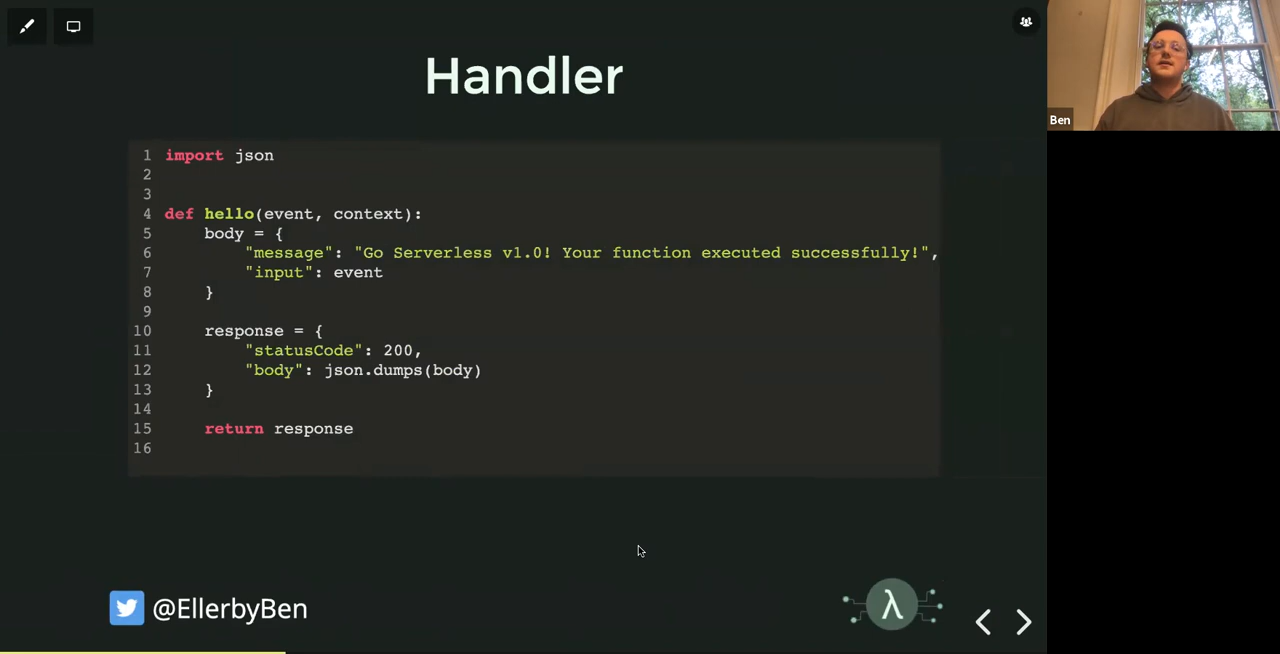 Handler
1 import json
2
3
4 def hello(event, context):
5     body = {
6         "message": "Go Serverless v1.0! Your function executed successfully!",
7         "input": event
8     }
9
10     response = {
11         "statusCode": 200,
12         "body": json.dumps(body)
13     }
14
15     return response
16
@EllerbyBen
λ
Ben